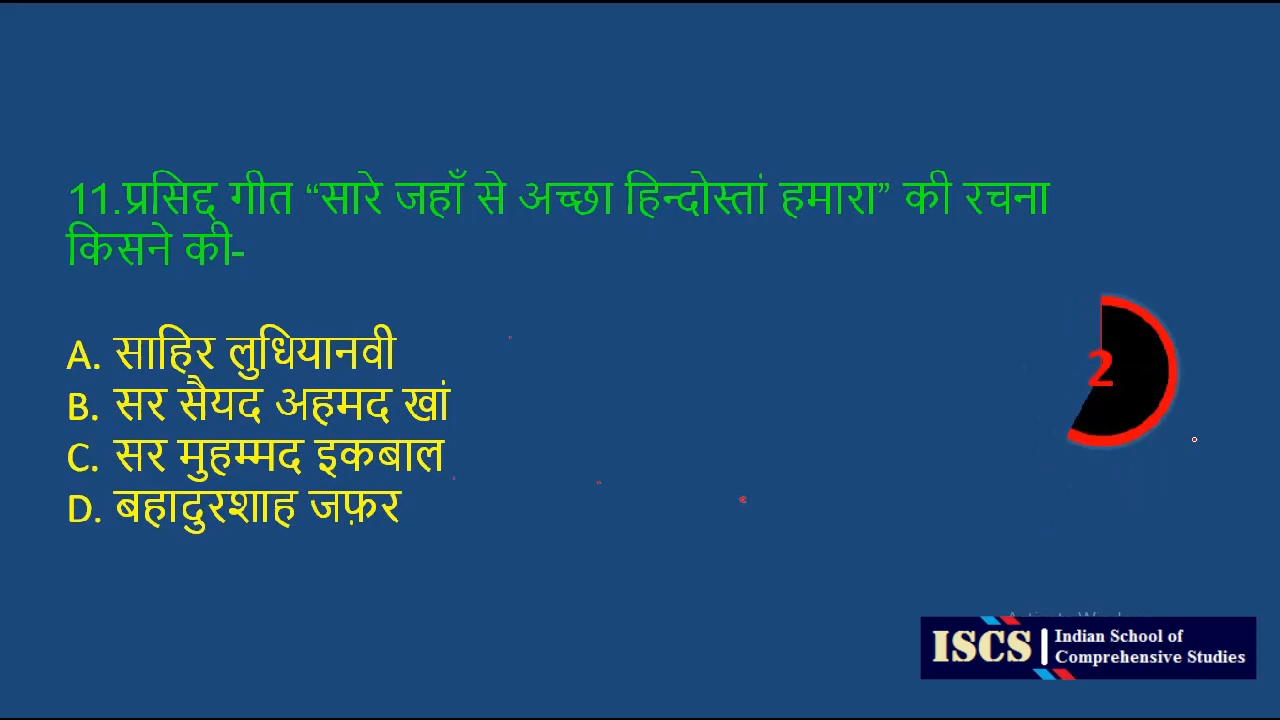 11.प्रसिद्द गीत “सारे जहाँ से अच्छा हिन्दोस्तां हमारा” की रचना
किसने की-
A. साहिर लुधियानवी
B. सर सैयद अहमद खां
C. सर मुहम्मद इकबाल
D. बहादुरशाह जफ़र
2
ISCS Indian School of
Comprehensive Studies